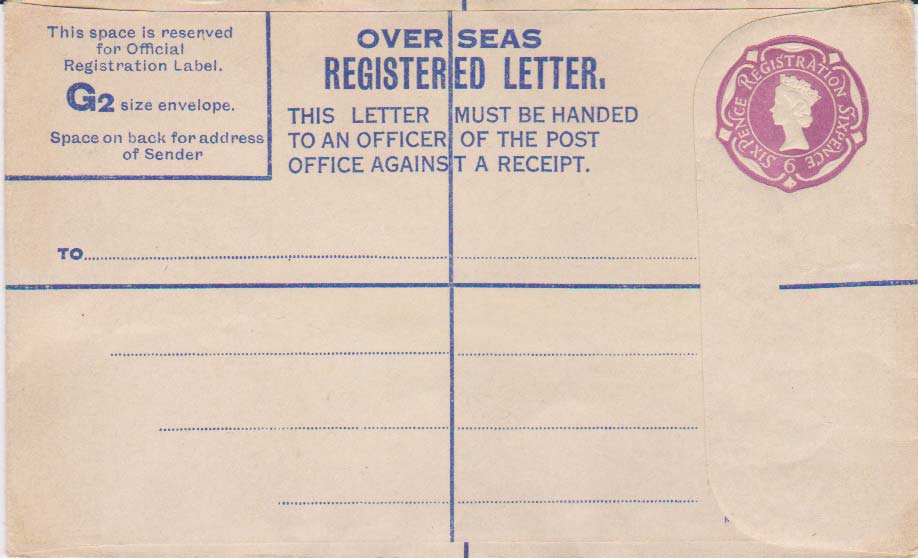 This space is reserved
for Official
Registration Label.
G2 size envelope.
Space on back for address
of Sender
OVER SEAS
REGISTERED LETTER.
THIS LETTER MUST BE HANDED
TO AN OFFICER OF THE POST
OFFICE AGAINST A RECEIPT.
SIXPENCE REGISTRATION SIXPENCE
6
TO